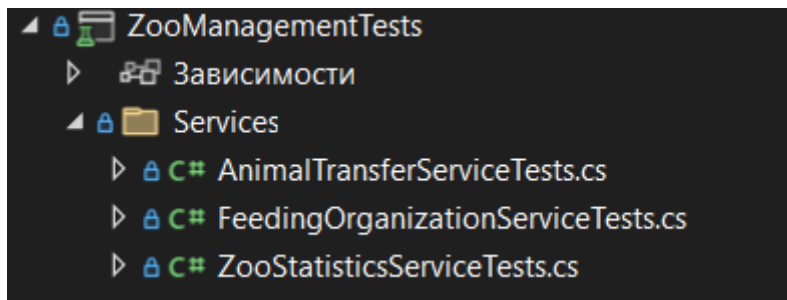 ZooManagementTests
Зависимости
Services
C# AnimalTransferServiceTests.cs
C# FeedingOrganizationServiceTests.cs
C# ZooStatisticsServiceTests.cs